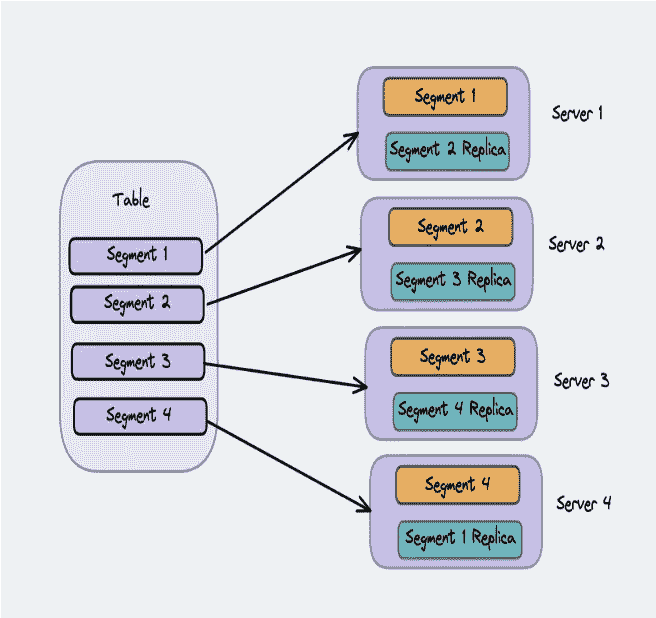 Table
Segment 1
Segment 2
Segment 3
Segment 4
Segment 1
Segment 2 Replica
Server 1
Segment 2
Segment 3 Replica
Server 2
Segment 3
Segment 4 Replica
Server 3
Segment 4
Segment 1 Replica
Server 4